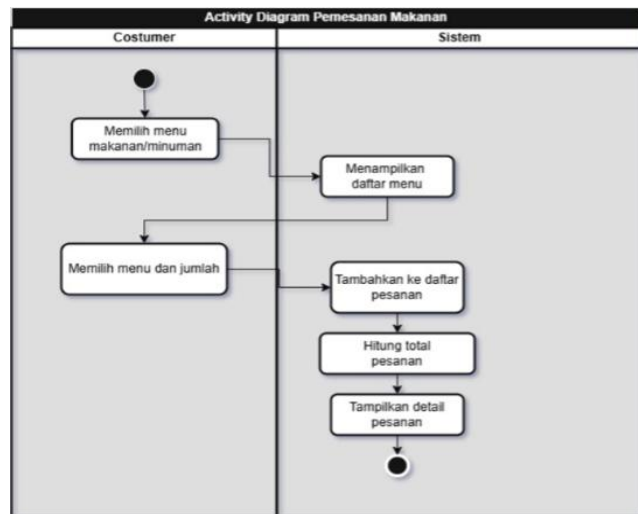 Activity Diagram Pemesanan Makanan
Costumer
Sistem
Memilih menu
makanan/minuman
Menampilkan
daftar menu
Memilih menu dan jumlah
Tambahkan ke daftar
pesanan
Hitung total
pesanan
Tampilkan detail
pesanan